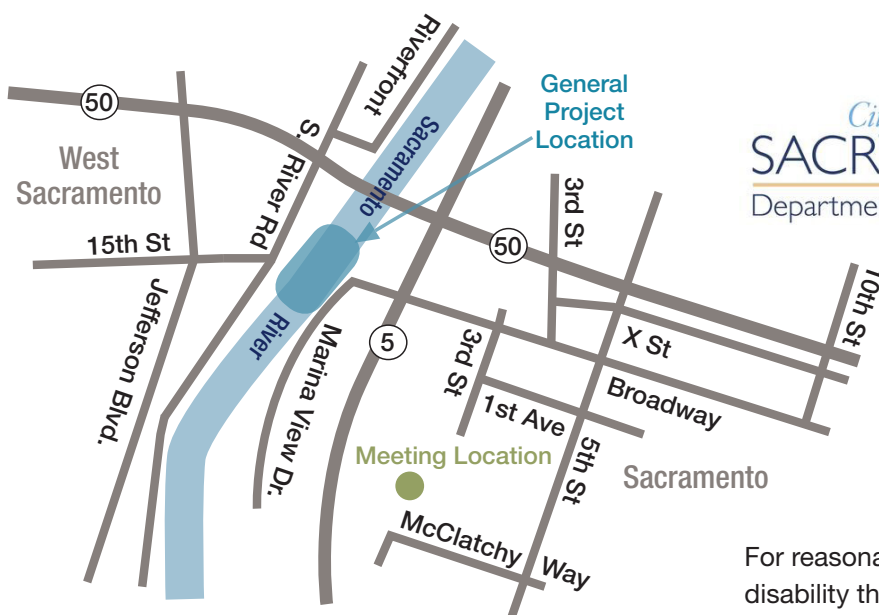 Riverfront
50
General
Project
Location
Sacramento
West
Sacramento
S. River Rd
SACR
Departme
3rd St
15th St
50
10th St
River
Jefferson Blvd.
Marina View Dr.
5
3rd St
X St
Broadway
1st Ave
5th St
Meeting Location
Sacramento
McClatchy Way
For reasona
disability th